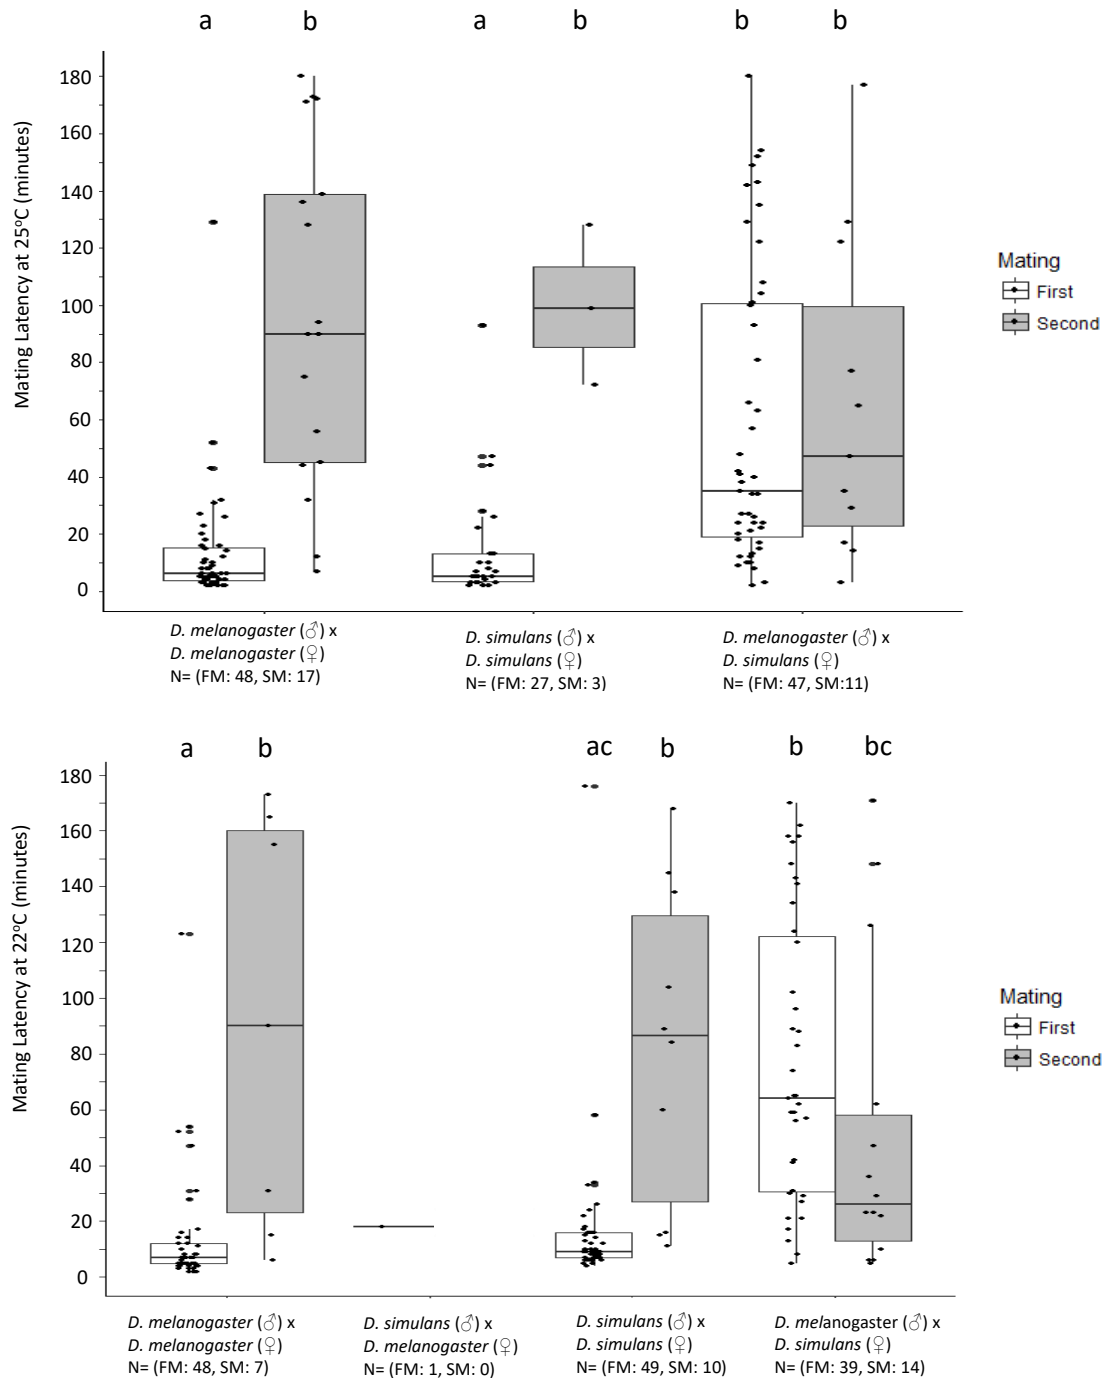 a b a b b b
Mating Latency at 25°C (minutes)
180
160
140
120
100
80
60
40
20
0
Mating
First
Second
D. melanogaster (♂) x
D. melanogaster (♀)
N= (FM: 48, SM: 17)
D. simulans (♂) x
D. simulans (♀)
N= (FM: 27, SM: 3)
D. melanogaster (♂) x
D. simulans (♀)
N= (FM: 47, SM:11)
a b ac b b bc
Mating Latency at 22°C (minutes)
180
160
140
120
100
80
60
40
20
0
Mating
First
Second
D. melanogaster (♂) x
D. melanogaster (♀)
N= (FM: 48, SM: 7)
D. simulans (♂) x
D. melanogaster (♀)
N= (FM: 1, SM: 0)
D. simulans (♂) x
D. simulans (♀)
N= (FM: 49, SM: 10)
D. melanogaster (♂) x
D. simulans (♀)
N= (FM: 39, SM: 14)